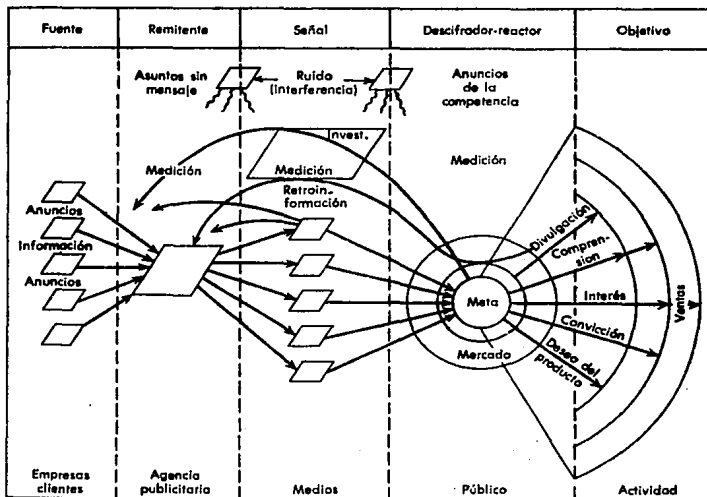 Fuente
Remitente
Señal
Descifrador-reactor
Objetivo
Asuntos sin
mensaje
Ruido
(interferencia)
Anuncios
de la
competencia
Invest.
Medición
Medición
Medición
Retroin-
formación
Anuncios
Información
Anuncios
Meta
Mercado
Divulgación
Compren-
sion
Interés
Convicción
Deseo del
producto
Ventas
Empresas
clientes
Agencia
publicitaria
Medios
Público
Actividad